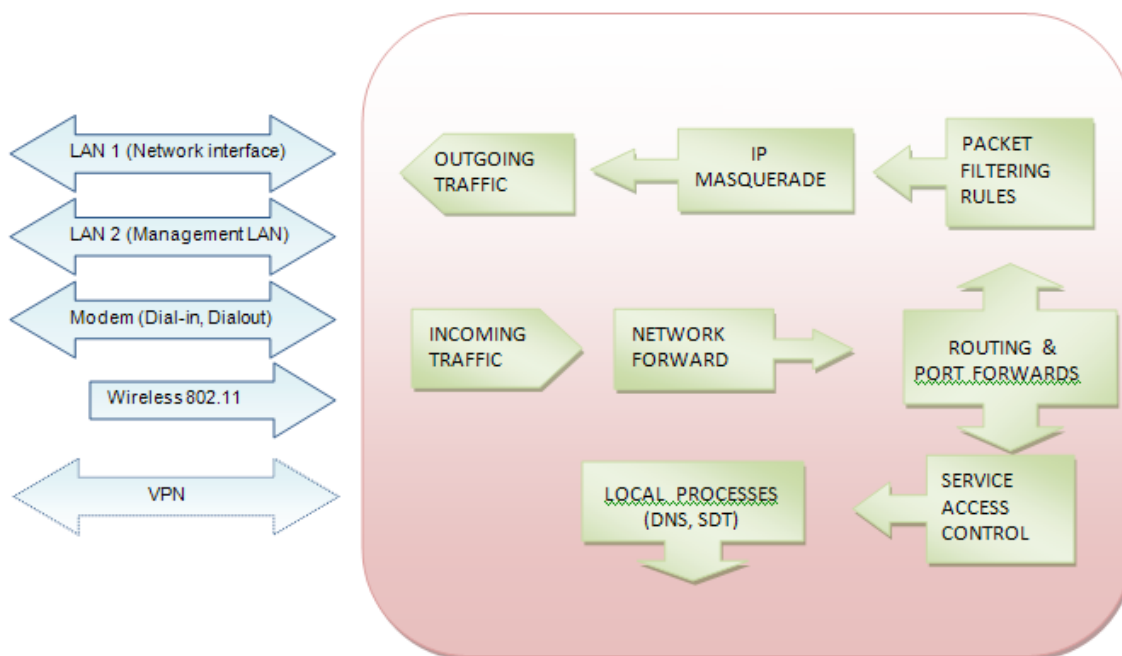 LAN 1 (Network interface)
LAN 2 (Management LAN)
Modem (Dial-in, Dialout)
Wireless 802.11
VPN
OUTGOING
TRAFFIC
IP
MASQUERADE
PACKET
FILTERING
RULES
INCOMING
TRAFFIC
NETWORK
FORWARD
ROUTING &
PORT FORWARDS
LOCAL PROCESSES
(DNS, SDT)
SERVICE
ACCESS
CONTROL